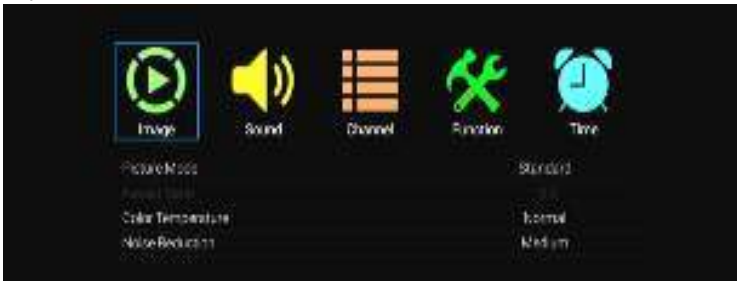 Image Sound Channel Function Time
Picture Mode Standard
Color Temperature Normal
Noise Reduction Medium